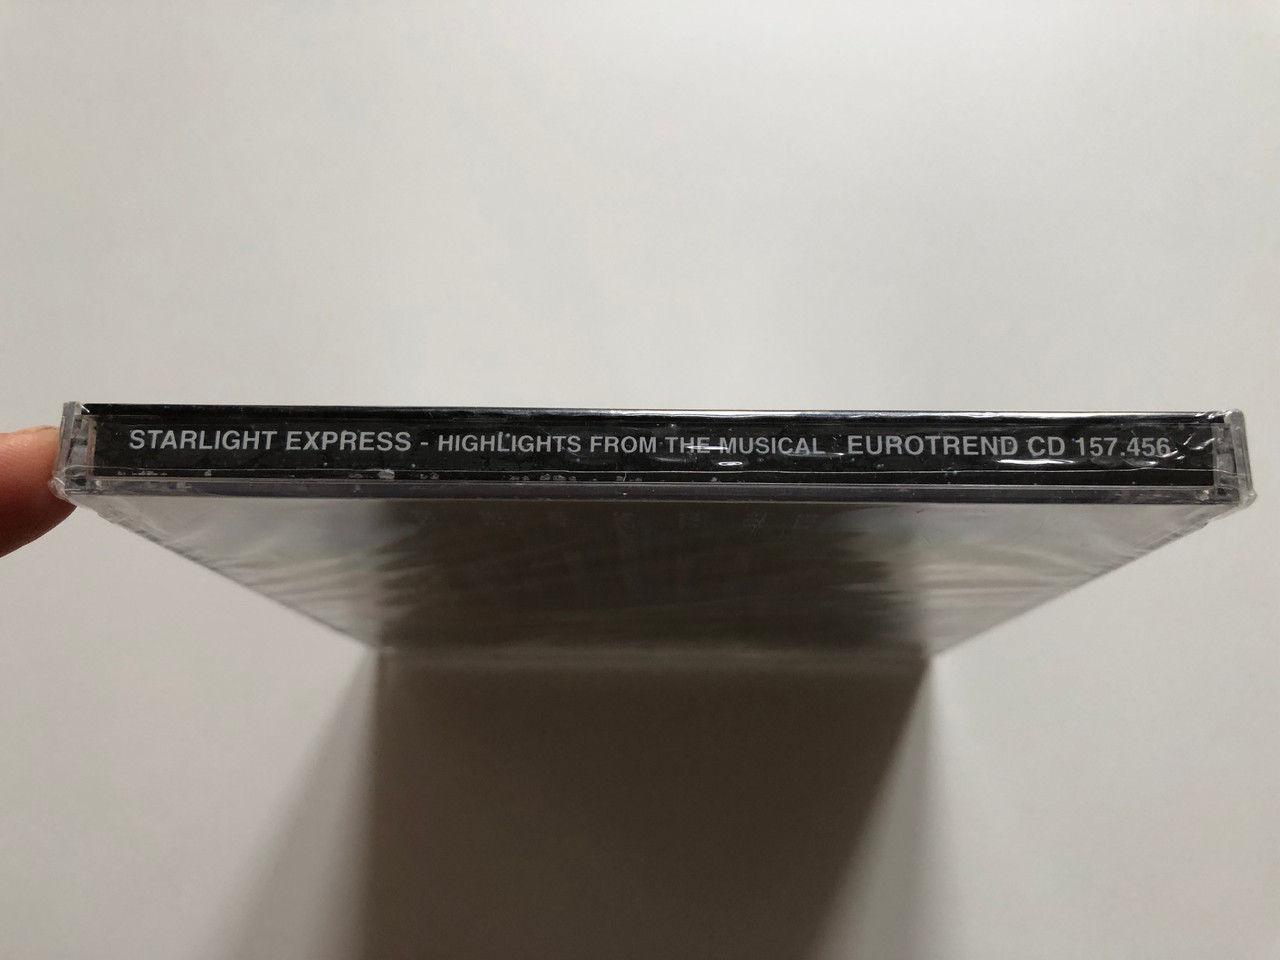 STARLIGHT EXPRESS - HIGHLIGHTS FROM THE MUSICAL EUROTREND CD 157.456